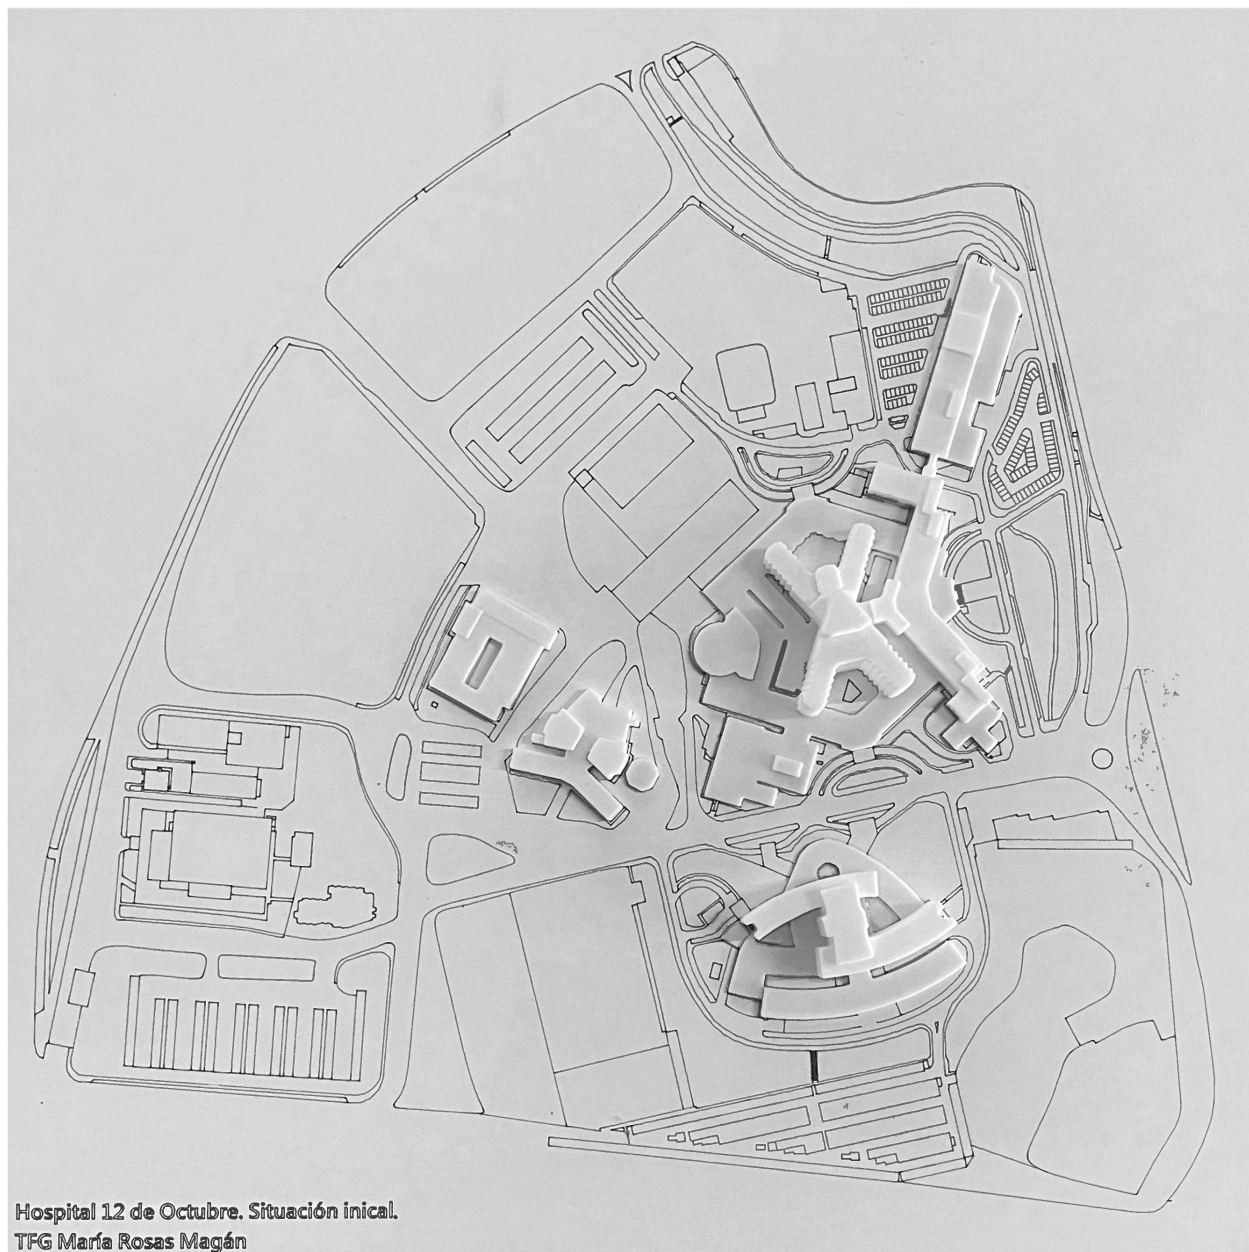 Hospital 12 de Octubre. Situación inical.
TFG María Rosas Magán